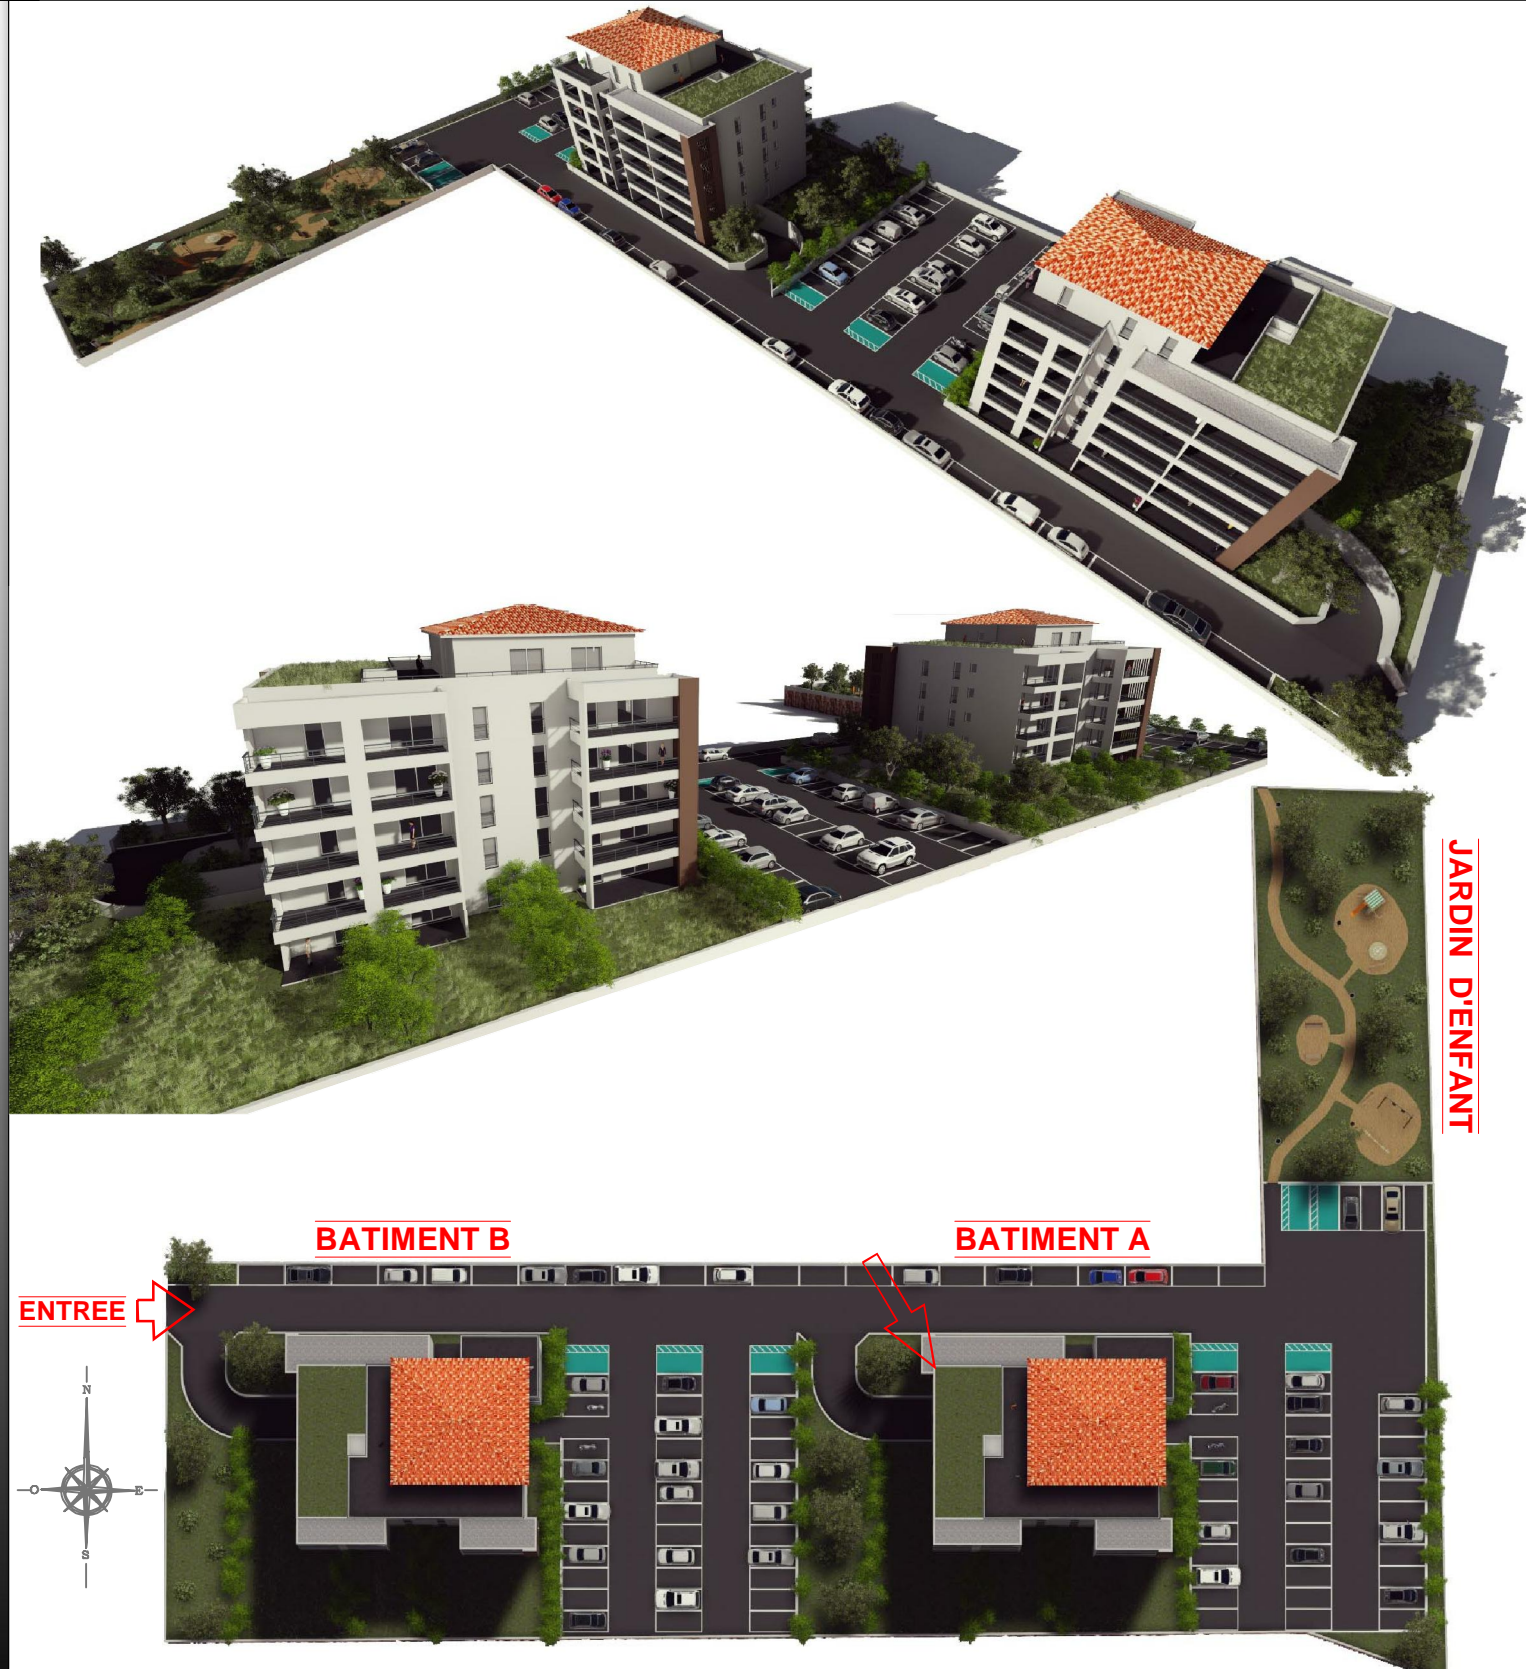 JARDIN D'ENFANT
BATIMENT B
BATIMENT A
ENTREE
N
O
E
S